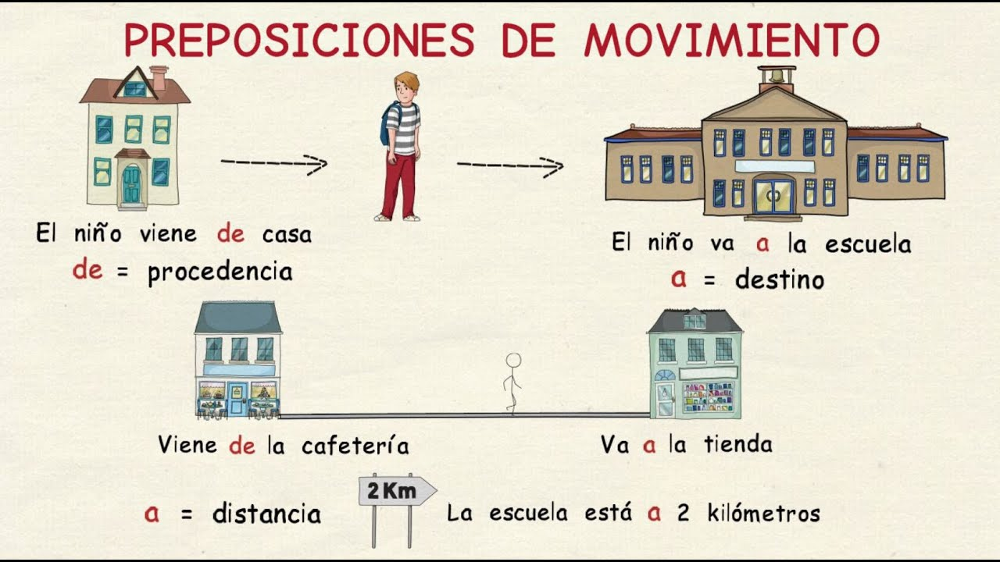 PREPOSICIONES DE MOVIMIENTO
El niño viene de casa
de = procedencia
El niño va a la escuela
a = destino
Viene de la cafetería
Va a la tienda
a = distancia
2 Km
La escuela está a 2 kilómetros